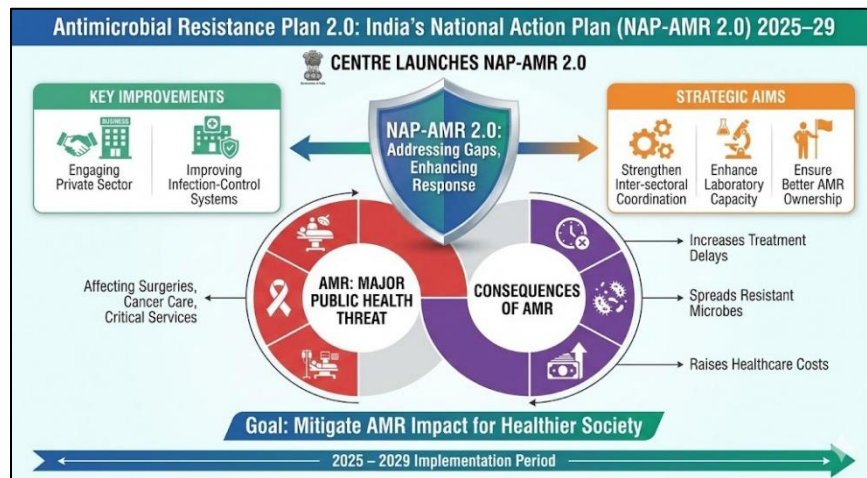 Antimicrobial Resistance Plan 2.0: India's National Action Plan (NAP-AMR 2.0) 2025–29
CENTRE LAUNCHES NAP-AMR 2.0
KEY IMPROVEMENTS
BUSINESS
Engaging
Private Sector
Improving
Infection-Control
Systems
NAP-AMR 2.0:
Addressing Gaps,
Enhancing
Response
STRATEGIC AIMS
Strengthen
Inter-sectoral
Coordination
Enhance
Laboratory
Capacity
Ensure
Better AMR
Ownership
Affecting Surgeries,
Cancer Care,
Critical Services
AMR: MAJOR
PUBLIC HEALTH
THREAT
CONSEQUENCES
OF AMR
Increases Treatment
Delays
Spreads Resistant
Microbes
Raises Healthcare Costs
Goal: Mitigate AMR Impact for Healthier Society
2025 – 2029 Implementation Period